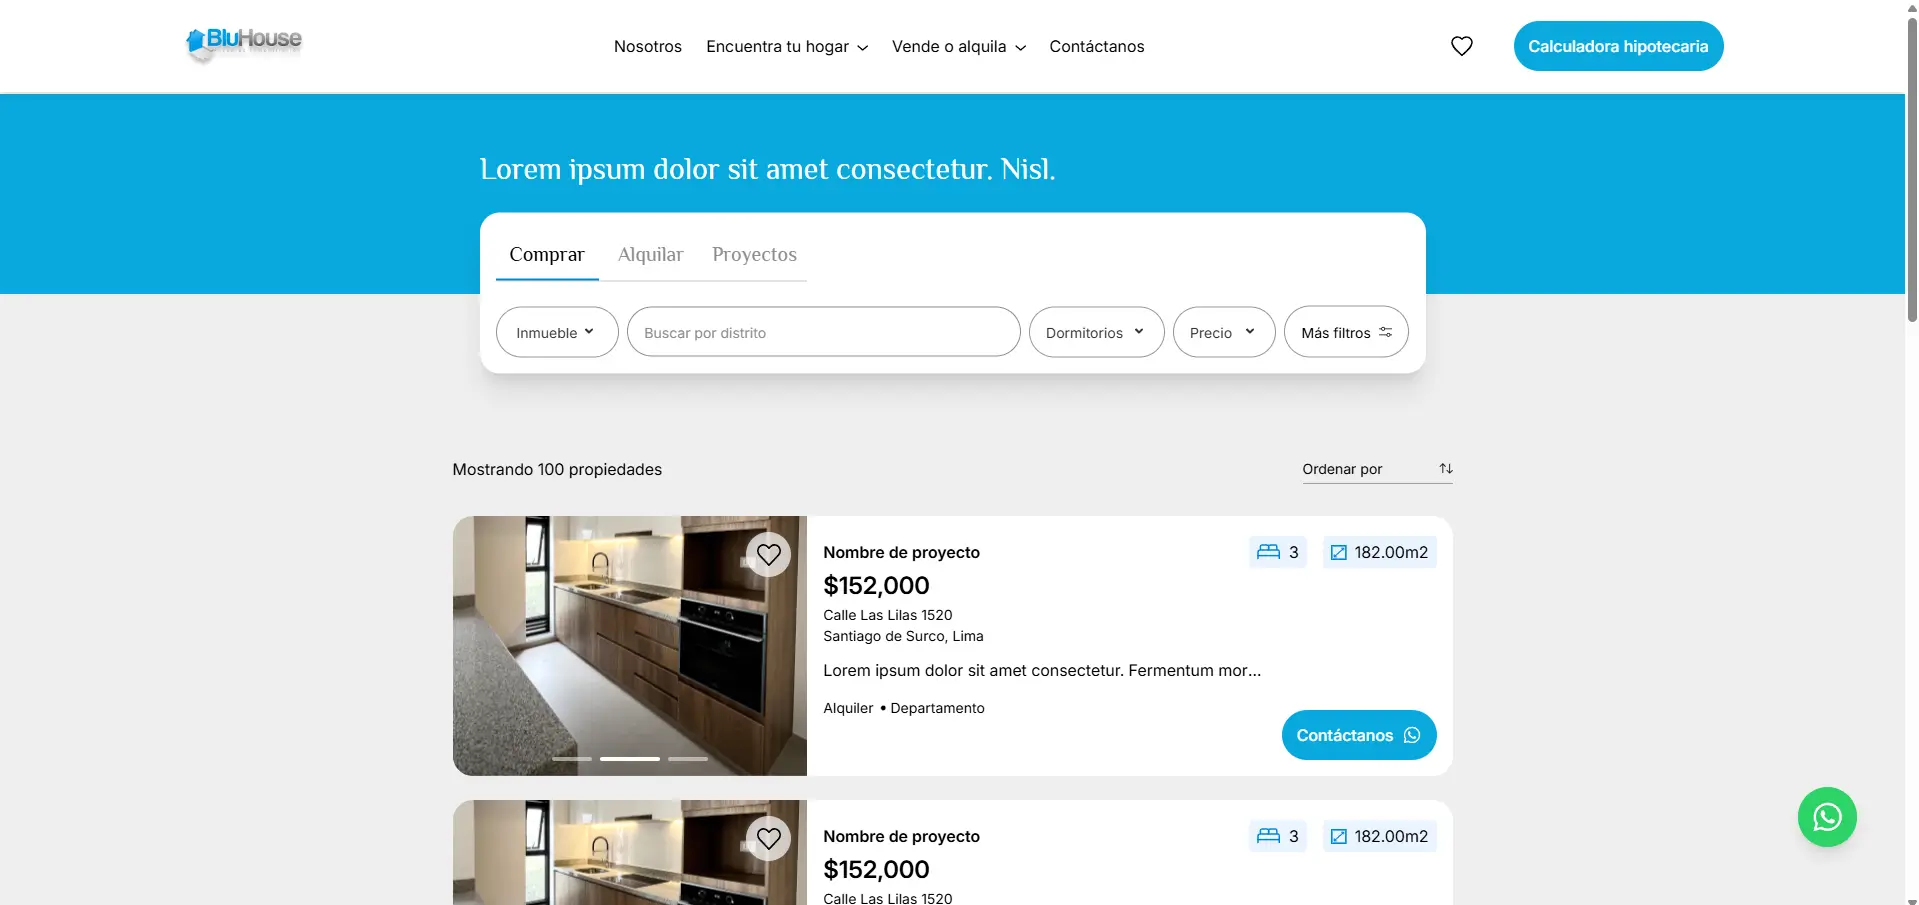 BluHouse
Nosotros Encuentra tu hogar Vende o alquila Contáctanos Calculadora hipotecaria
Lorem ipsum dolor sit amet consectetur. Nisl.
Comprar Alquilar Proyectos
Inmueble Buscar por distrito Dormitorios Precio Más filtros
Mostrando 100 propiedades Ordenar por
Nombre de proyecto 3 182.00m2
$152,000
Calle Las Lilas 1520
Santiago de Surco, Lima
Lorem ipsum dolor sit amet consectetur. Fermentum mor...
Alquiler • Departamento
Contáctanos
Nombre de proyecto 3 182.00m2
$152,000
Calle Las Lilas 1520